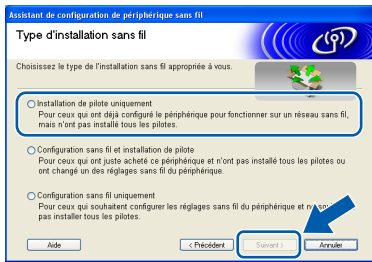 Assistant de configuration de périphérique sans fil
Type d'installation sans fil
Choisissez le type de l'installation sans fil appropriée à vous.
Installation de pilote uniquement
Pour ceux qui ont déjà configuré le périphérique pour fonctionner sur un réseau sans fil,
mais n'ont pas installé tous les pilotes.
Configuration sans fil et installation de pilote
Pour ceux qui ont juste acheté ce périphérique et n'ont pas installé tous les pilotes ou
ont changé un des réglages sans fil du périphérique.
Configuration sans fil uniquement
Pour ceux qui souhaitent configurer les réglages sans fil du périphérique et
pas installer tous les pilotes.
Aide
< Précédent
Suivant >
Annuler